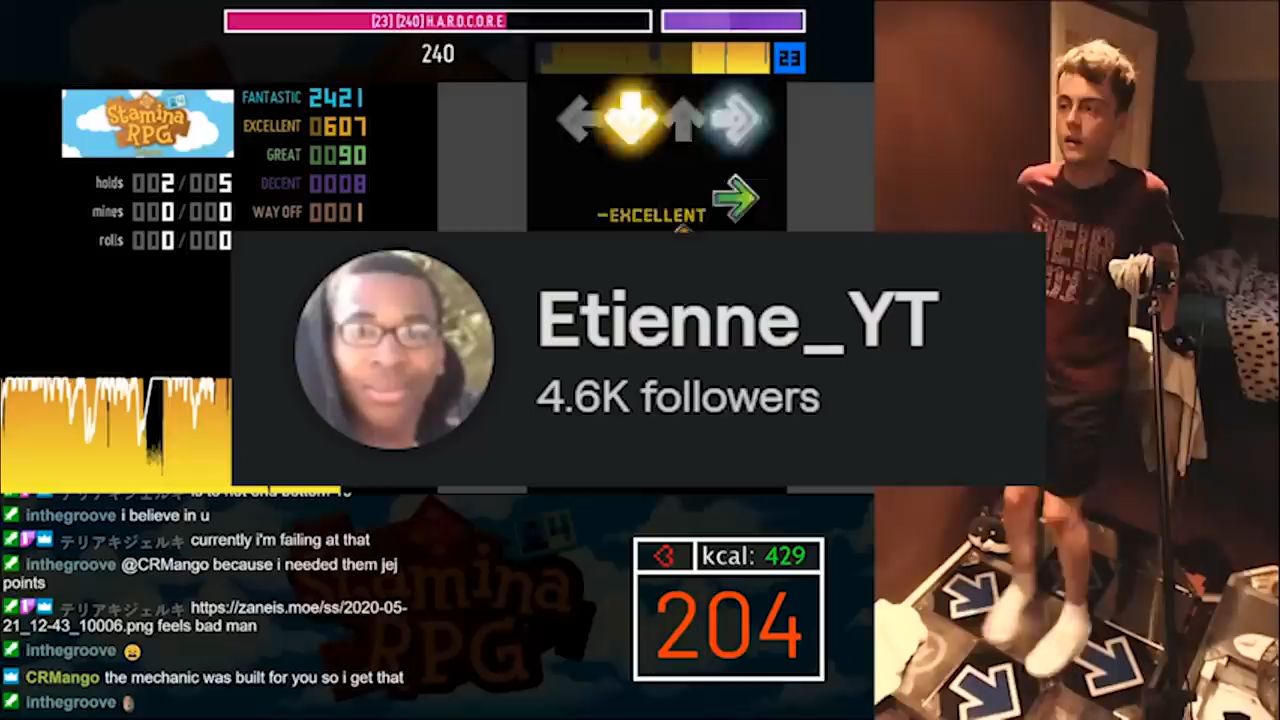 [23] [240] H.A.R.D.C.O.R.E.
240
23
Stamina
RPG
FANTASTIC 2421
EXCELLENT 0607
GREAT 0090
DECENT 0008
WAY OFF 0001
holds 002/005
mines 000/000
rolls 000/000
-EXCELLENT
Etienne_YT
4.6K followers
inthegroove i believe in u
テリアキジェルキ currently i'm failing at that
inthegroove @CRMango because i needed them jej
points
テリアキジェルキ https://zaneis.moe/ss/2020-05-
21_12-43_10006.png feels bad man
inthegroove
CRMango the mechanic was built for you so i get that
inthegroove
Stamina
RPG
kcal: 429
204